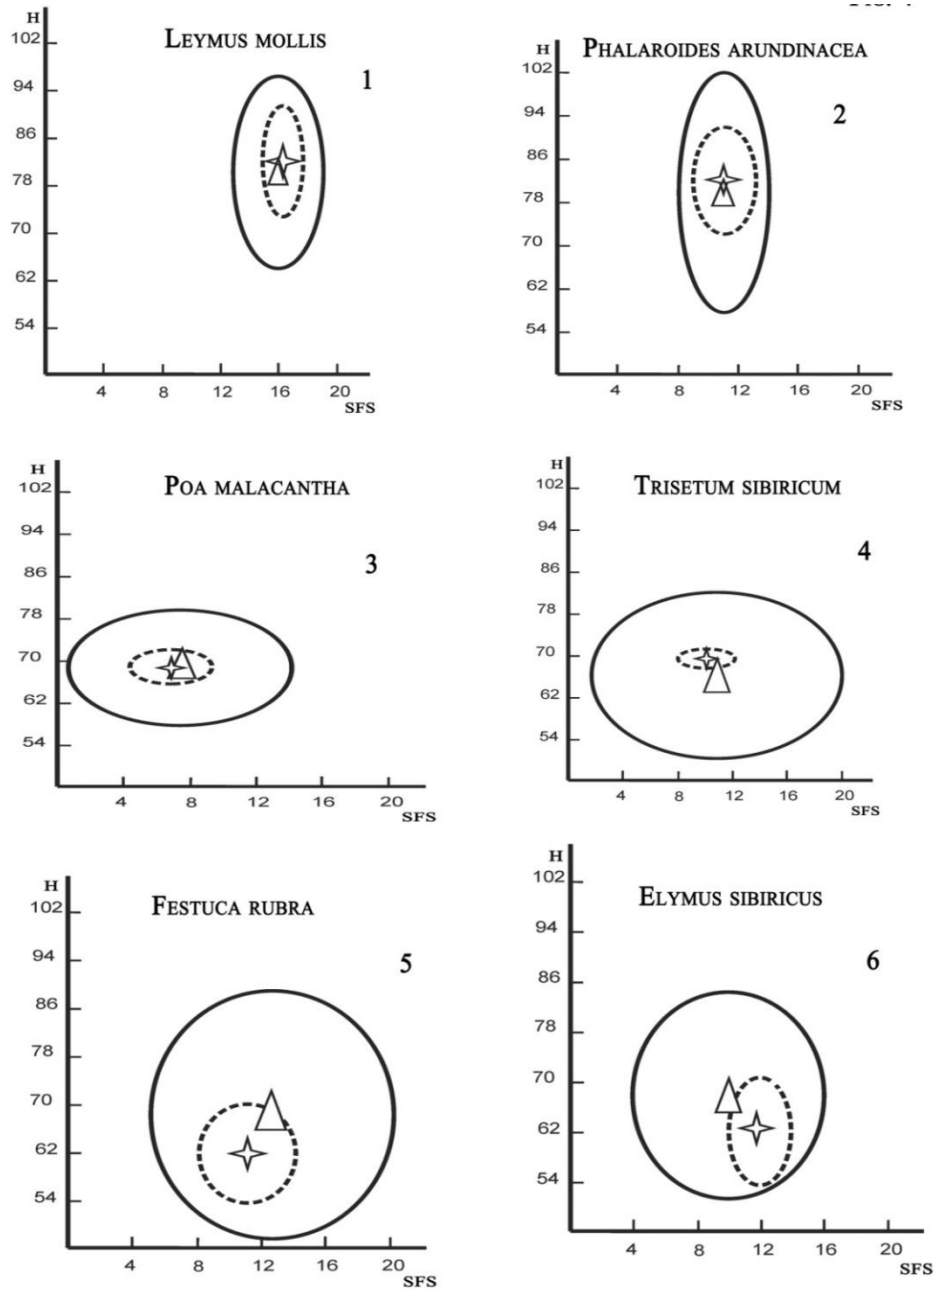 H
LEYMUS MOLLIS
1
102
94
86
78
70
62
54
4 8 12 16 20
SFS
H
PHALAROIDES ARUNDINACEA
2
102
94
86
78
70
62
54
4 8 12 16 20
SFS
H
POA MALACANTHA
3
102
94
86
78
70
62
54
4 8 12 16 20
SFS
H
TRISETUM SIBIRICUM
4
102
94
86
78
70
62
54
4 8 12 16 20
SFS
H
FESTUCA RUBRA
5
102
94
86
78
70
62
54
4 8 12 16 20
SFS
H
ELYMUS SIBIRICUS
6
102
94
86
78
70
62
54
4 8 12 16 20
SFS